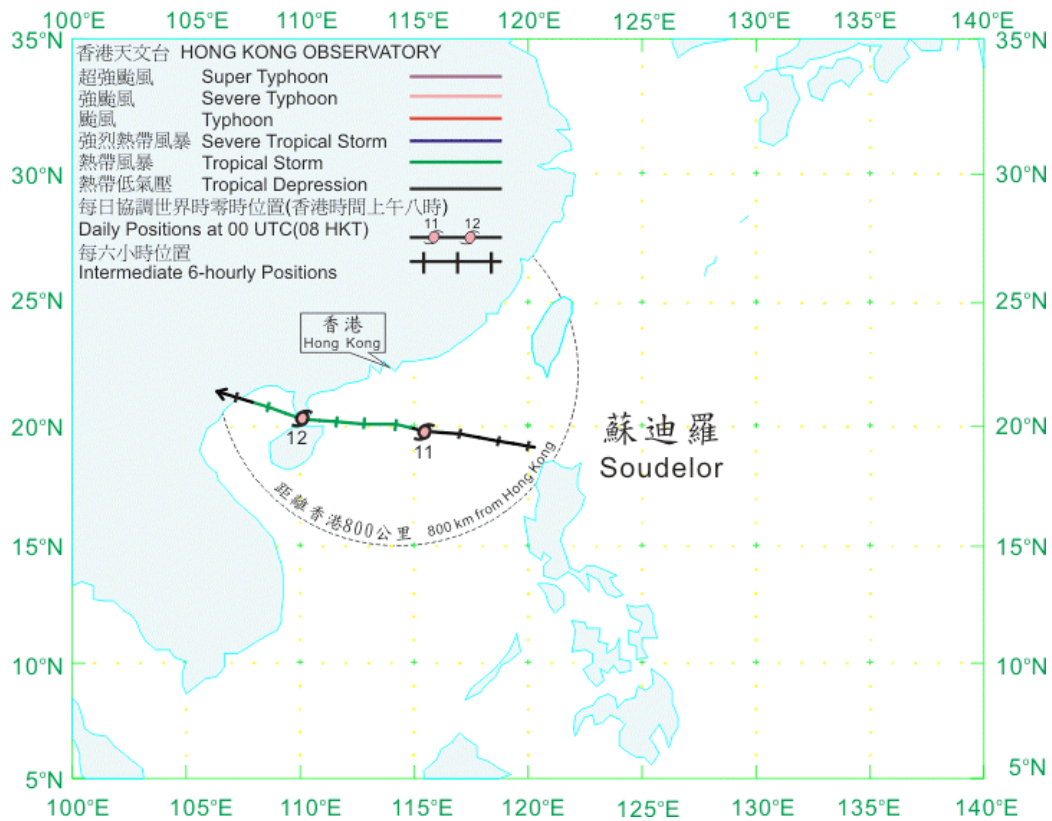 100°E 105°E 110°E 115°E 120°E 125°E 130°E 135°E 140°E
35°N 35°N
香港天文台 HONG KONG OBSERVATORY
超強颱風 Super Typhoon
強颱風 Severe Typhoon
颱風 Typhoon
強烈熱帶風暴 Severe Tropical Storm
熱帶風暴 Tropical Storm
熱帶低氣壓 Tropical Depression
每日協調世界時零時位置(香港時間上午八時)
Daily Positions at 00 UTC(08 HKT) 11 12
每六小時位置
Intermediate 6-hourly Positions
30°N 30°N
25°N 25°N
香港
Hong Kong
20°N 20°N
12
11
蘇迪羅
Soudelor
距離香港800公里 800 km from Hong Kong
15°N 15°N
10°N 10°N
5°N 5°N
100°E 105°E 110°E 115°E 120°E 125°E 130°E 135°E 140°E